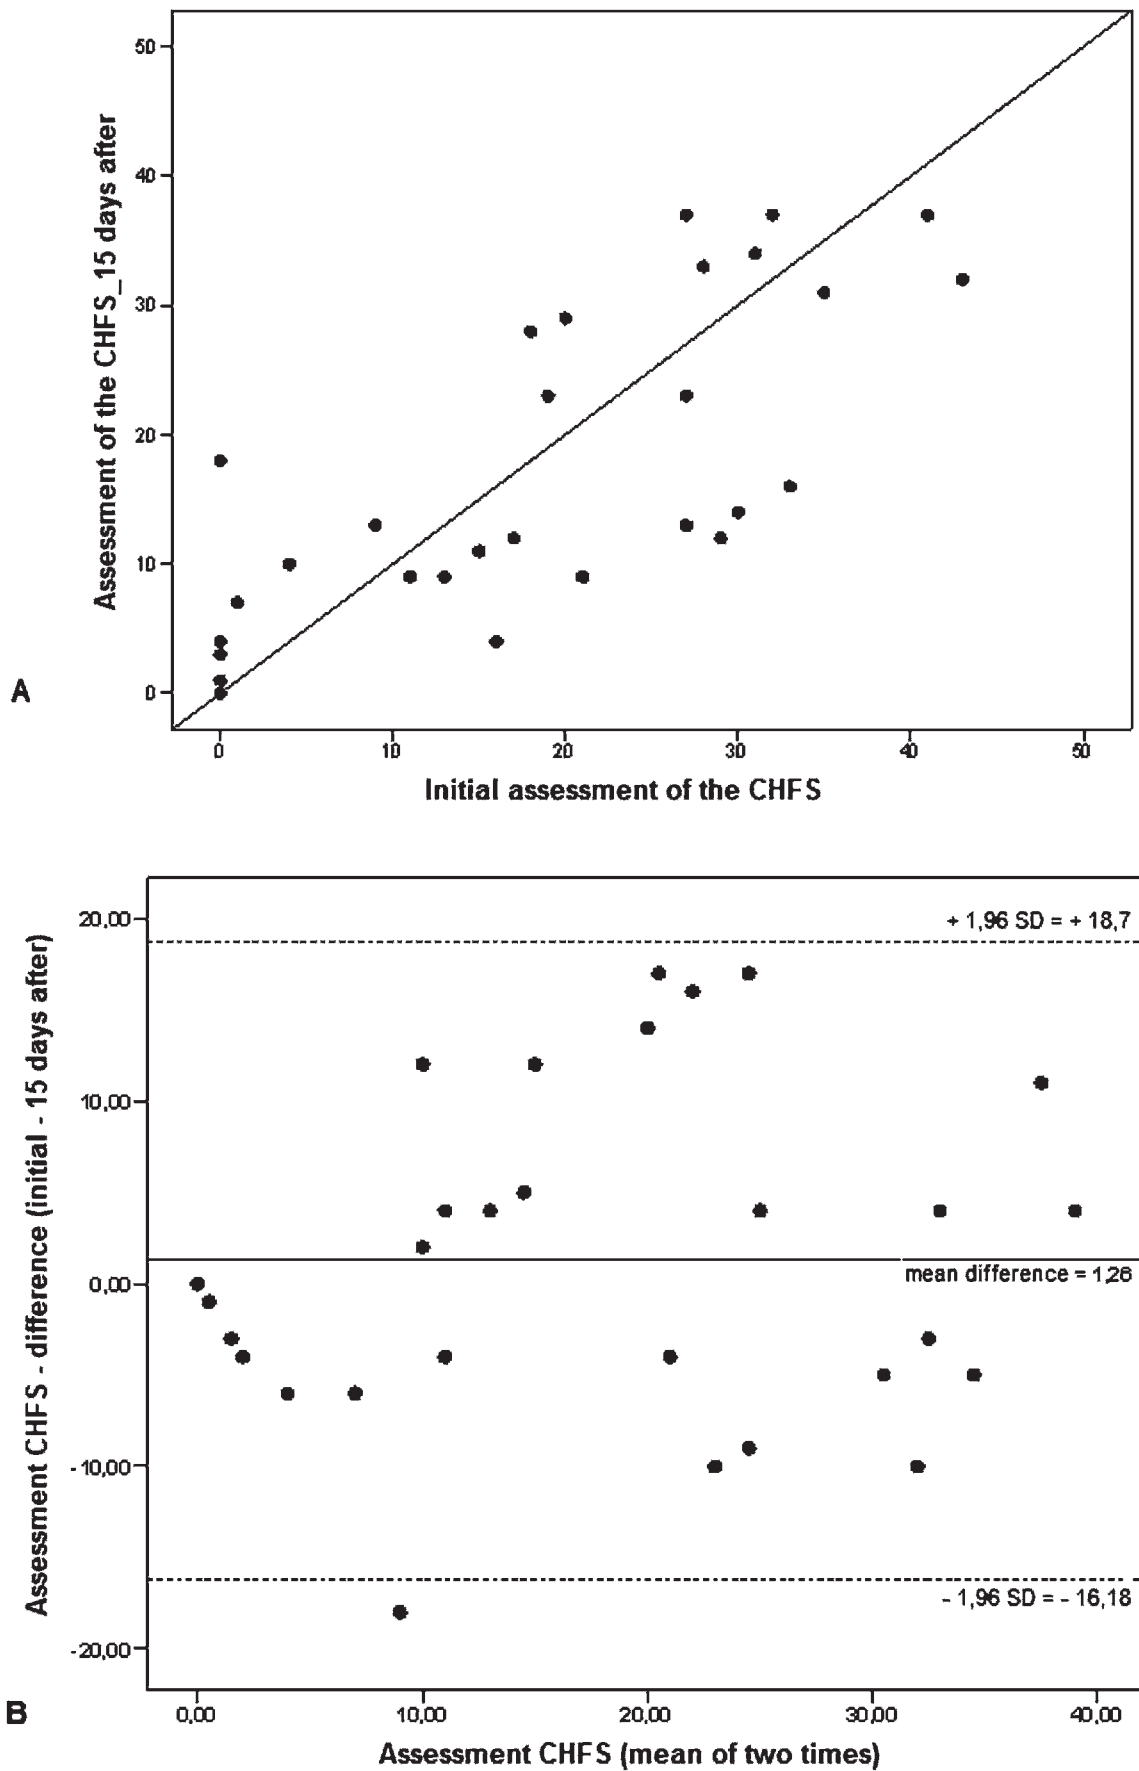 50
40
30
20
10
0
Assessment of the CHFS_15 days after
A
0 10 20 30 40 50
Initial assessment of the CHFS
20,00
10,00
0,00
-10,00
-20,00
Assessment CHFS - difference (initial - 15 days after)
+ 1,96 SD = + 18,7
mean difference = 1,26
- 1,96 SD = - 16,18
B
0,00 10,00 20,00 30,00 40,00
Assessment CHFS (mean of two times)